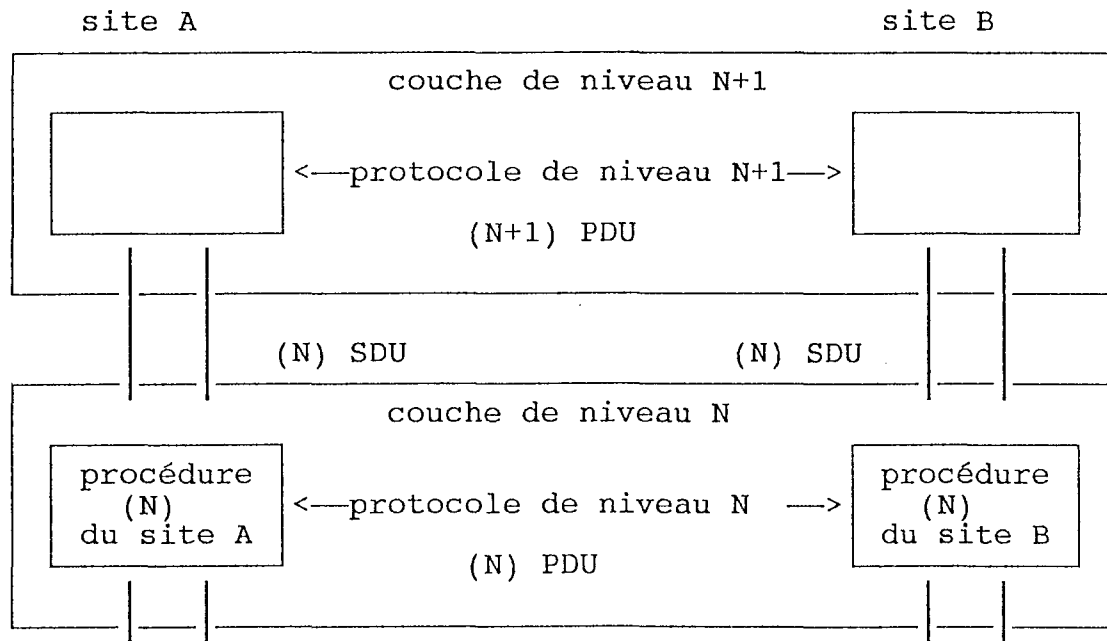 site A site B
couche de niveau N+1
<——protocole de niveau N+1——>
(N+1) PDU
(N) SDU (N) SDU
couche de niveau N
procédure
(N)
du site A
<——protocole de niveau N ——>
procédure
(N)
du site B
(N) PDU